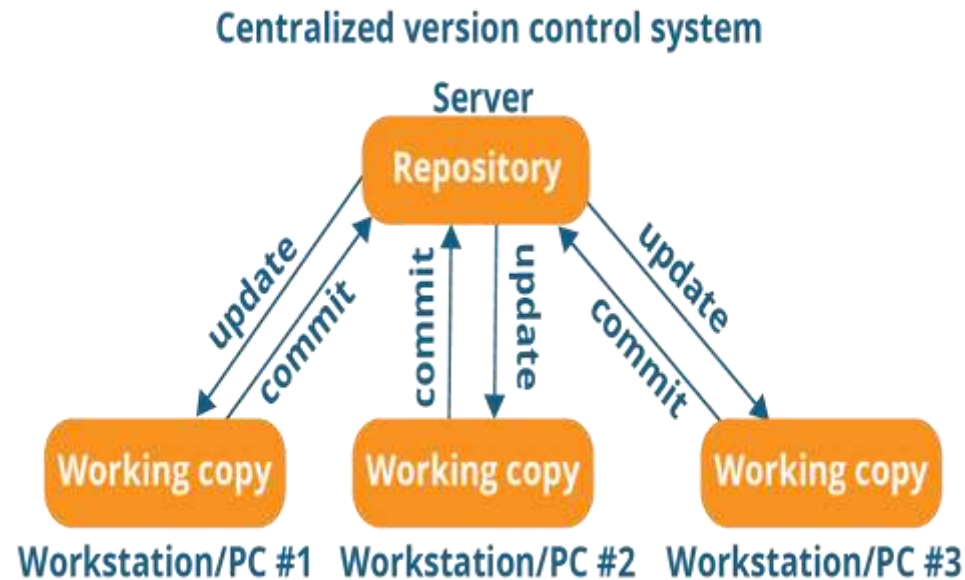 Centralized version control system
Server
Repository
update
commit
commit
update
update
commit
Working copy
Working copy
Working copy
Workstation/PC #1
Workstation/PC #2
Workstation/PC #3